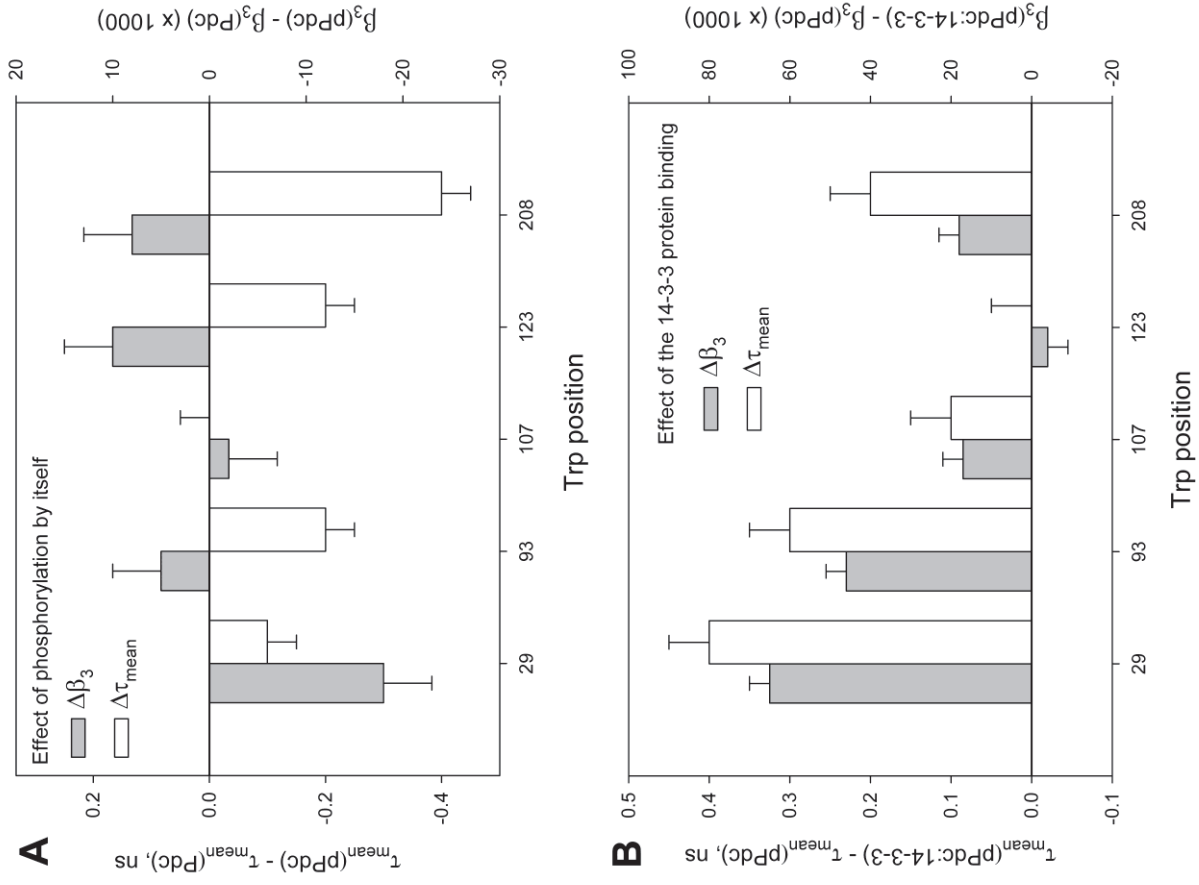 A
Effect of phosphorylation by itself
Δβ₃
Δτmean
τmean(pPdc) - τmean(Pdc), ns
0.2
0.0
-0.2
-0.4
β₃(pPdc) - β₃(Pdc) (x 1000)
20
10
0
-10
-20
-30
29
93
107
123
208
Trp position
B
Effect of the 14-3-3 protein binding
Δβ₃
Δτmean
τmean(pPdc:14-3-3) - τmean(pPdc), ns
0.5
0.4
0.3
0.2
0.1
0.0
-0.1
β₃(pPdc:14-3-3) - β₃(pPdc) (x 1000)
100
80
60
40
20
0
-20
29
93
107
123
208
Trp position